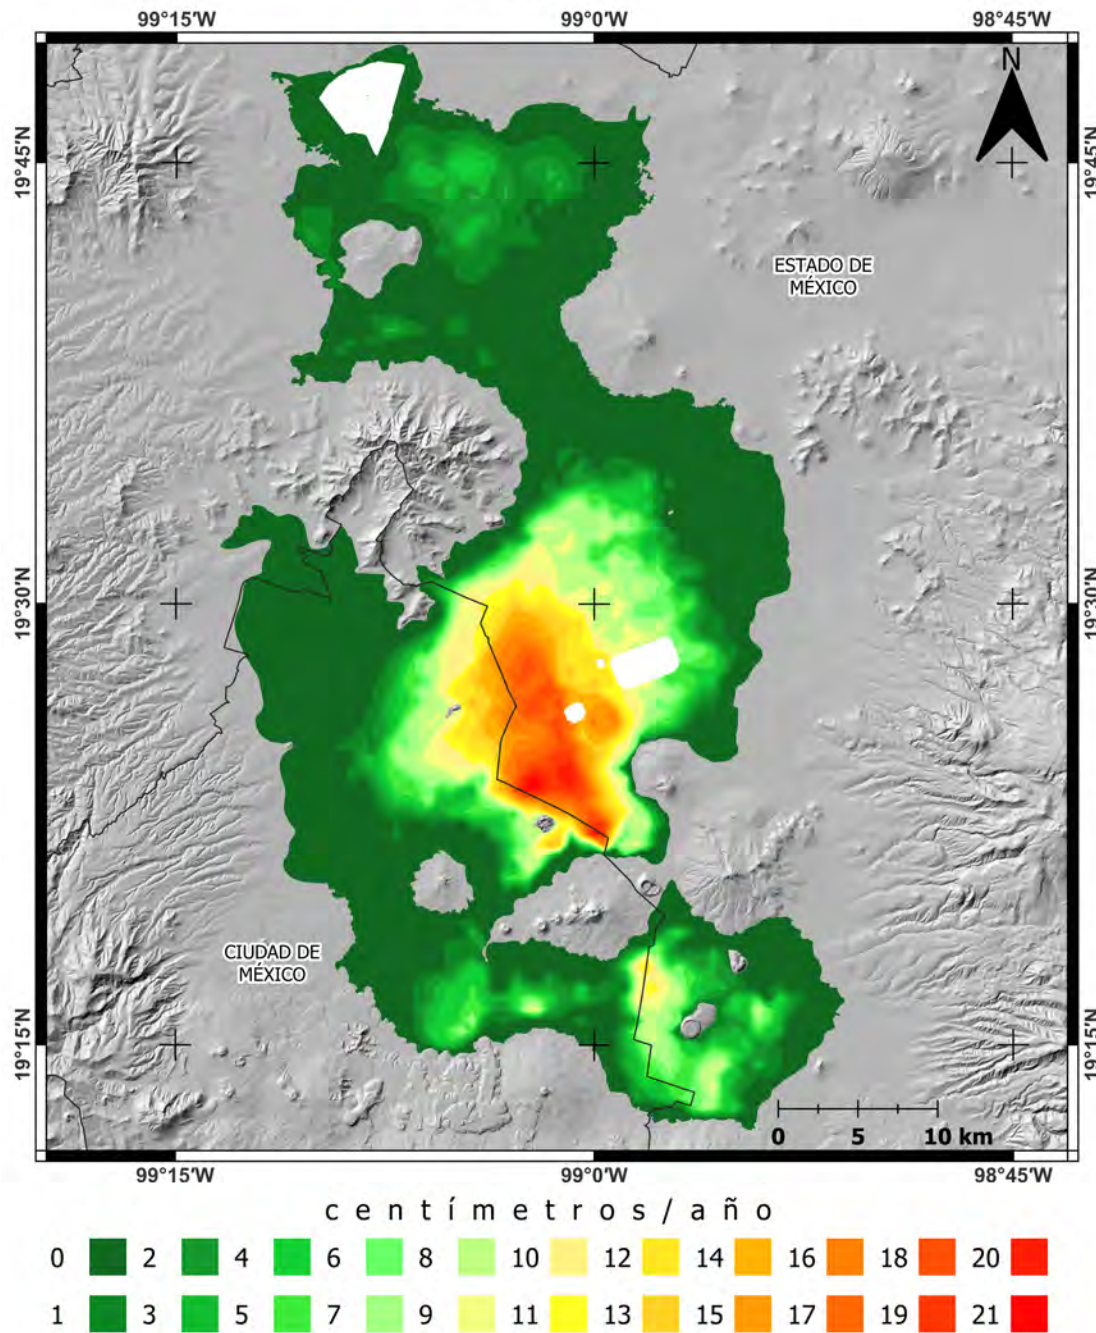 99°15'W 99°0'W 98°45'W
N
19°45'N 19°45'N
ESTADO DE
MÉXICO
19°30'N 19°30'N
CIUDAD DE
MÉXICO
19°15'N 19°15'N
0 5 10 km
99°15'W 99°0'W 98°45'W
centímetros/año
0 2 4 6 8 10 12 14 16 18 20
1 3 5 7 9 11 13 15 17 19 21